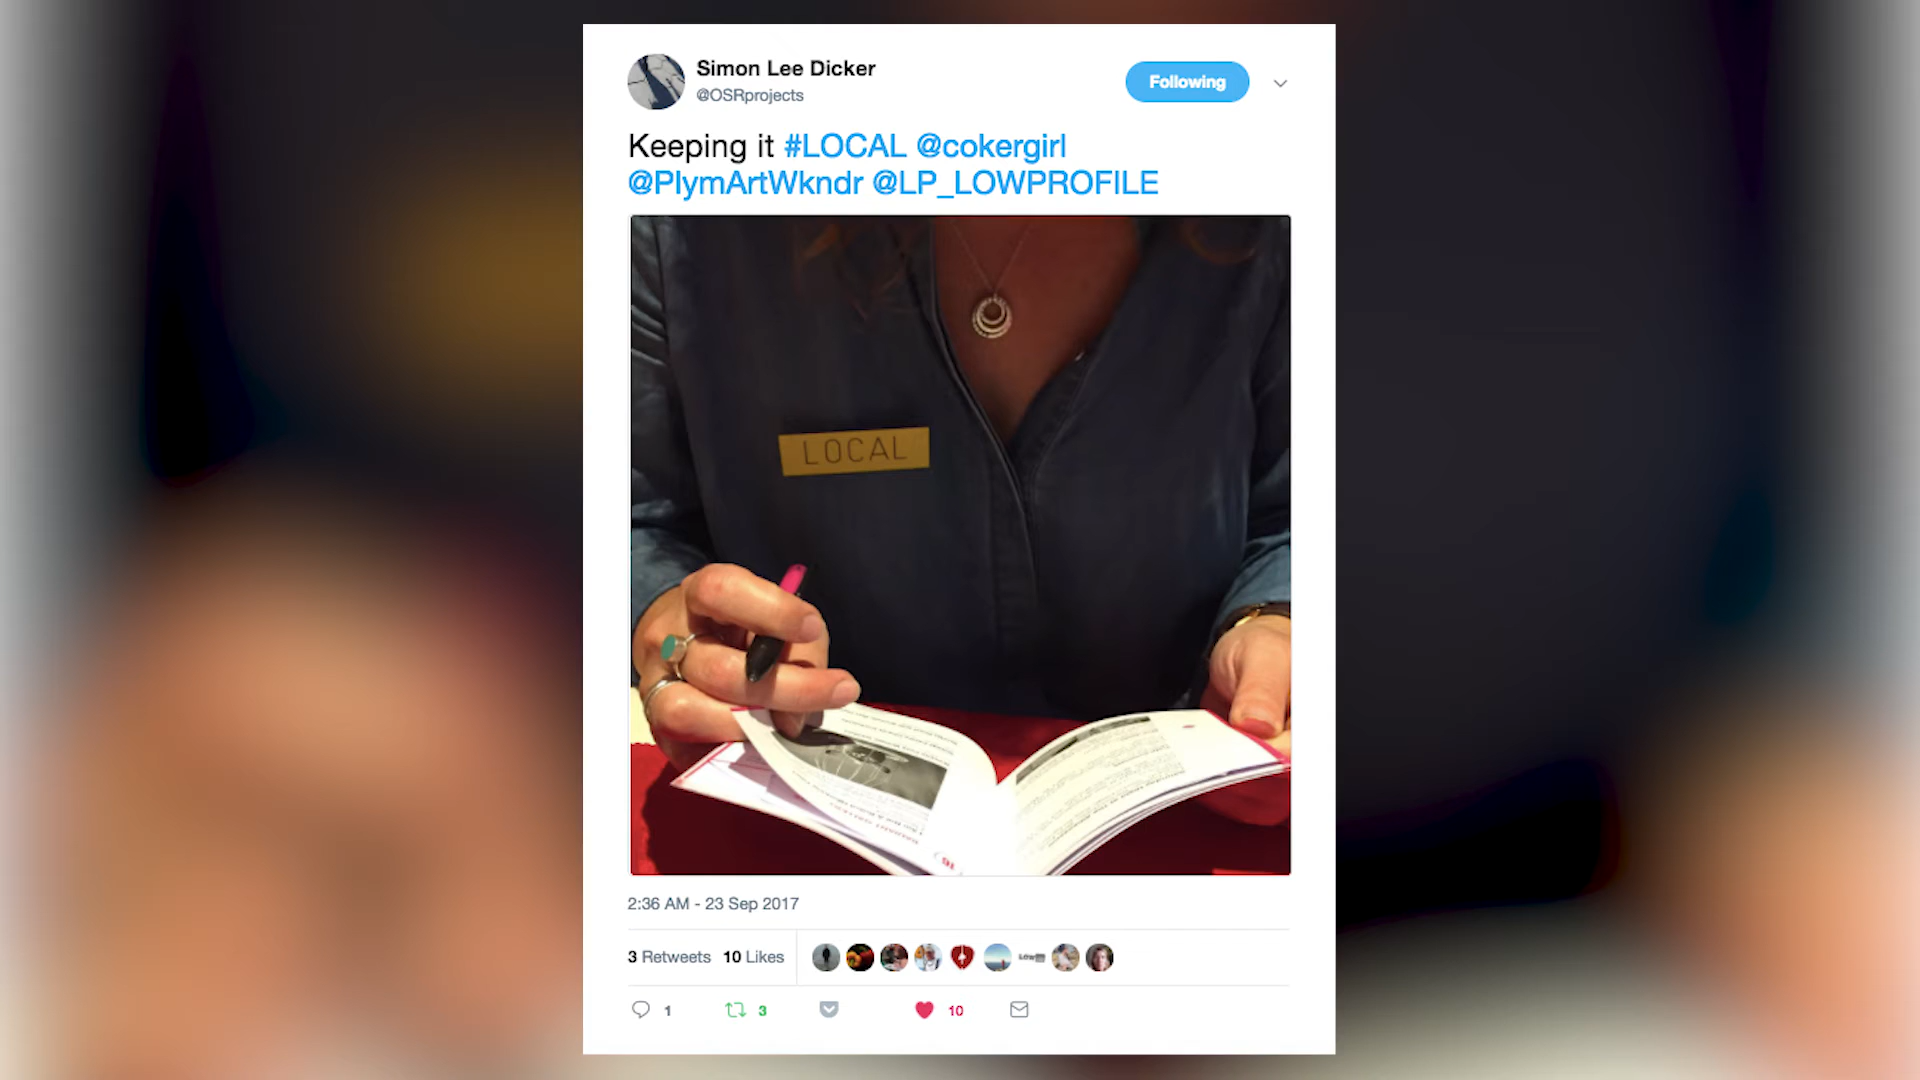 Simon Lee Dicker
@OSRprojects
Following
Keeping it #LOCAL @cokergirl
@PlymArtWkndr @LP_LOWPROFILE
LOCAL
2:36 AM - 23 Sep 2017
3 Retweets 10 Likes
1 3 10